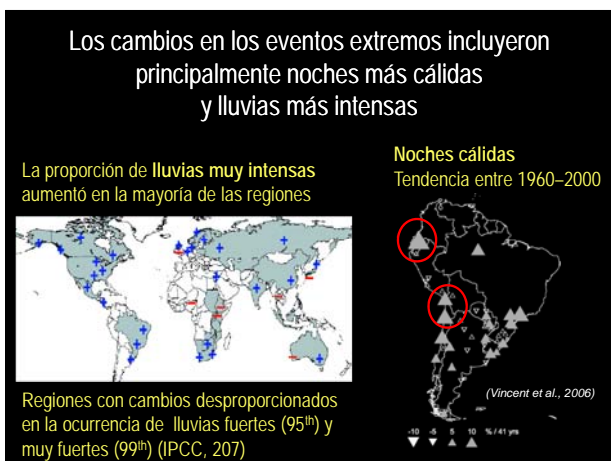 Los cambios en los eventos extremos incluyeron
principalmente noches más cálidas
y lluvias más intensas
La proporción de lluvias muy intensas
aumentó en la mayoría de las regiones
Noches cálidas
Tendencia entre 1960–2000
Regiones con cambios desproporcionados
en la ocurrencia de lluvias fuertes (95th) y
muy fuertes (99th) (IPCC, 207)
(Vincent et al., 2006)
-10 -5 5 10 % / 41 yrs